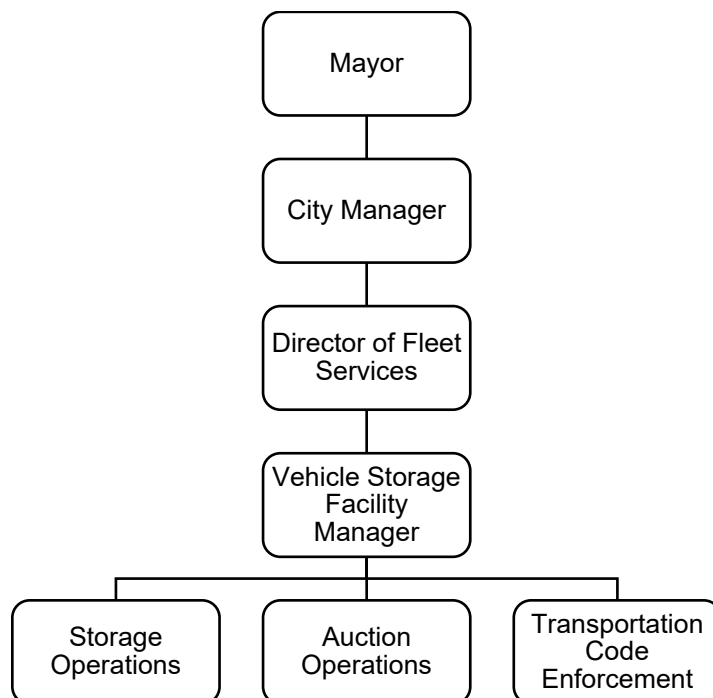 Mayor
City Manager
Director of Fleet
Services
Vehicle Storage
Facility
Manager
Storage
Operations
Auction
Operations
Transportation
Code
Enforcement